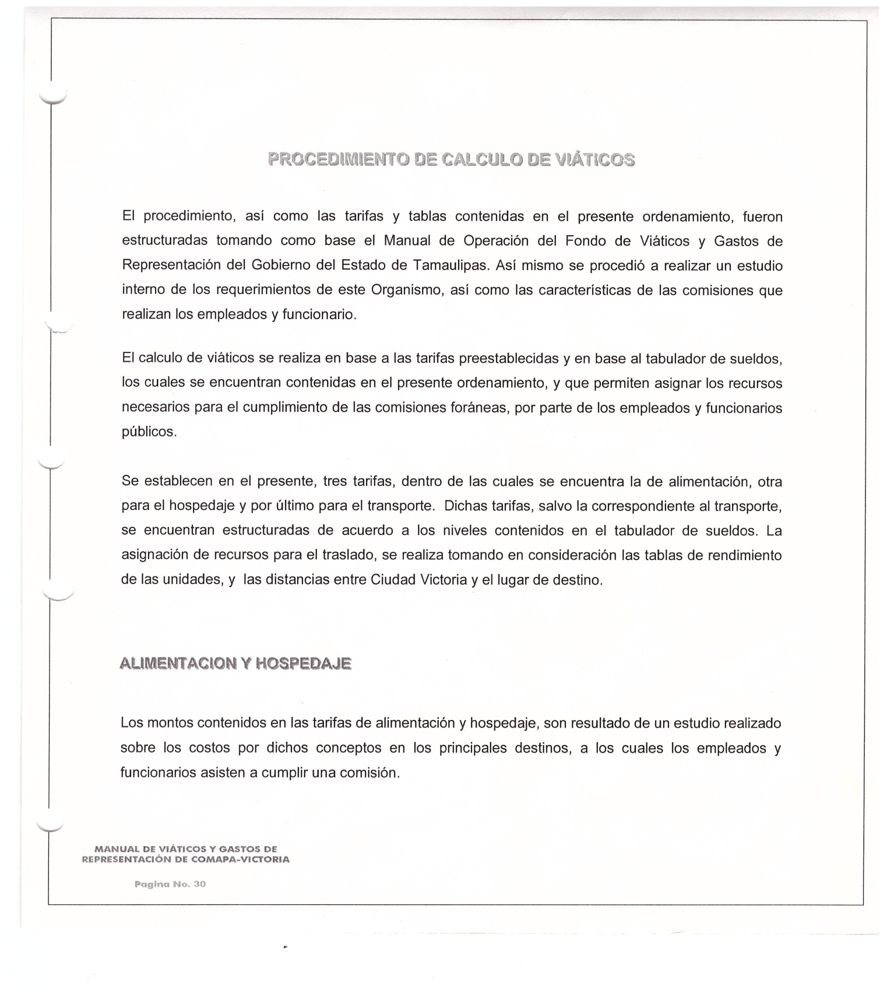 PROCEDIMIENTO DE CALCULO DE VIÁTICOS
El procedimiento, así como las tarifas y tablas contenidas en el presente ordenamiento, fueron
estructuradas tomando como base el Manual de Operación del Fondo de Viáticos y Gastos de
Representación del Gobierno del Estado de Tamaulipas. Así mismo se procedió a realizar un estudio
interno de los requerimientos de este Organismo, así como las características de las comisiones que
realizan los empleados y funcionario.
El calculo de viáticos se realiza en base a las tarifas preestablecidas y en base al tabulador de sueldos,
los cuales se encuentran contenidas en el presente ordenamiento, y que permiten asignar los recursos
necesarios para el cumplimiento de las comisiones foráneas, por parte de los empleados y funcionarios
públicos.
Se establecen en el presente, tres tarifas, dentro de las cuales se encuentra la de alimentación, otra
para el hospedaje y por último para el transporte. Dichas tarifas, salvo la correspondiente al transporte,
se encuentran estructuradas de acuerdo a los niveles contenidos en el tabulador de sueldos. La
asignación de recursos para el traslado, se realiza tomando en consideración las tablas de rendimiento
de las unidades, y las distancias entre Ciudad Victoria y el lugar de destino.
ALIMENTACION Y HOSPEDAJE
Los montos contenidos en las tarifas de alimentación y hospedaje, son resultado de un estudio realizado
sobre los costos por dichos conceptos en los principales destinos, a los cuales los empleados y
funcionarios asisten a cumplir una comisión.
MANUAL DE VIÁTICOS Y GASTOS DE
REPRESENTACIÓN DE COMAPA-VICTORIA
Pagina No. 30